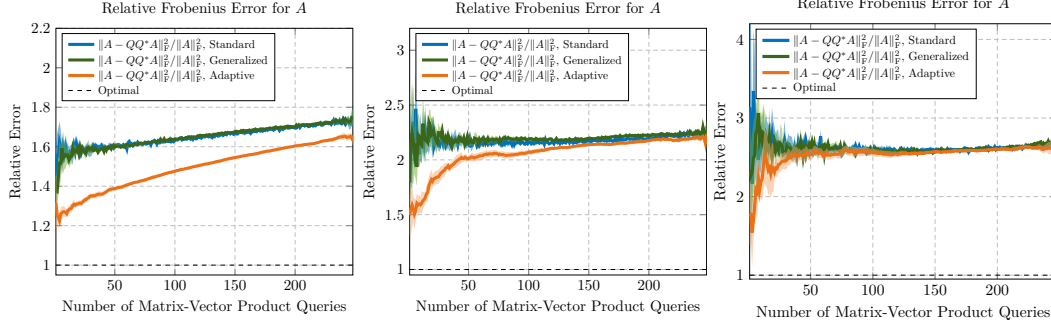 Relative Frobenius Error for A
2.2
2
1.8
1.6
1.4
1.2
1
Relative Error
‖A − QQ*A‖²_F/‖A‖²_F, Standard
‖A − QQ*A‖²_F/‖A‖²_F, Generalized
‖A − QQ*A‖²_F/‖A‖²_F, Adaptive
Optimal
50
100
150
200
Number of Matrix-Vector Product Queries
Relative Frobenius Error for A
3
2.5
2
1.5
1
Relative Error
‖A − QQ*A‖²_F/‖A‖²_F, Standard
‖A − QQ*A‖²_F/‖A‖²_F, Generalized
‖A − QQ*A‖²_F/‖A‖²_F, Adaptive
Optimal
50
100
150
200
Number of Matrix-Vector Product Queries
Relative Frobenius Error for A
4
3
2
1
Relative Error
‖A − QQ*A‖²_F/‖A‖²_F, Standard
‖A − QQ*A‖²_F/‖A‖²_F, Generalized
‖A − QQ*A‖²_F/‖A‖²_F, Adaptive
Optimal
50
100
150
200
Number of Matrix-Vector Product Queries